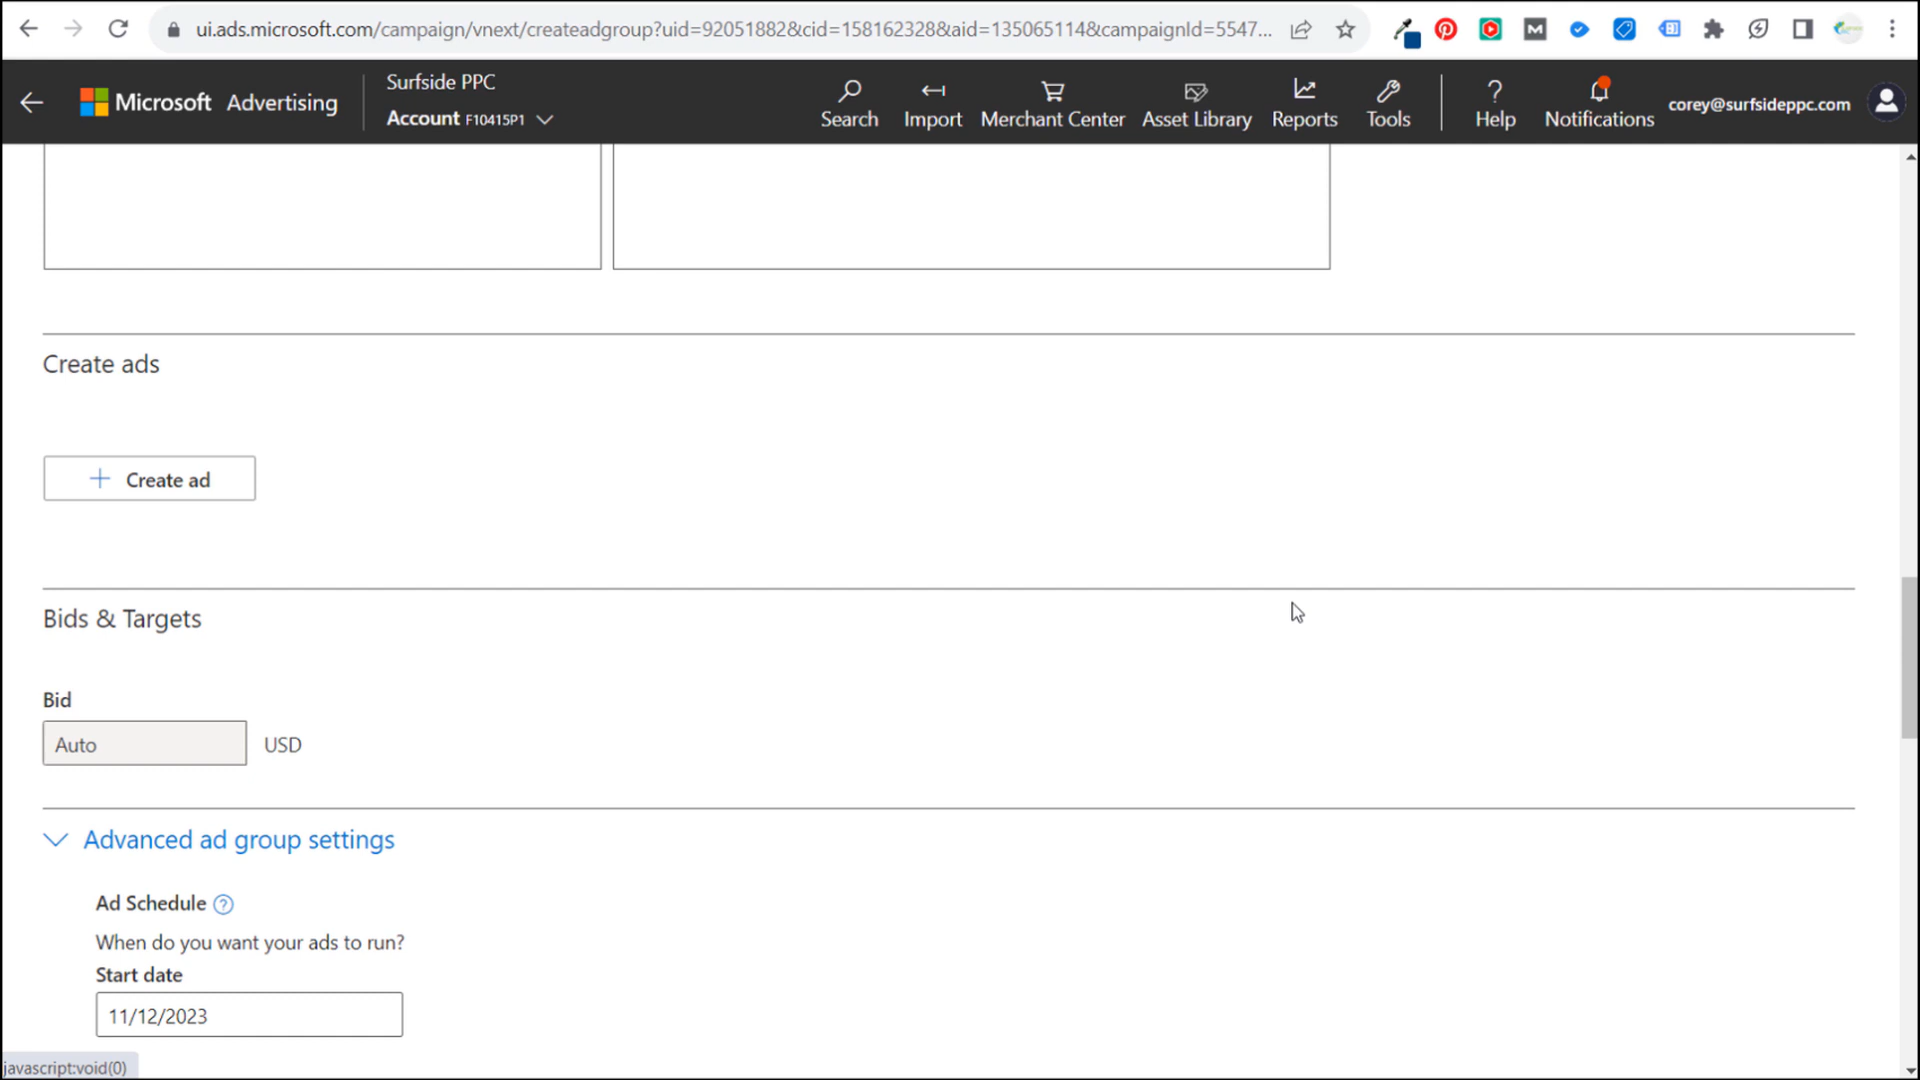 ui.ads.microsoft.com/campaign/vnext/createadgroup?uid=92051882&cid=158162328&aid=135065114&campaignId=5547...
Microsoft Advertising
Surfside PPC
Account F10415P1
Search
Import
Merchant Center
Asset Library
Reports
Tools
?
Help
Notifications
corey@surfsideppc.com
Create ads
+ Create ad
Bids & Targets
Bid
Auto USD
Advanced ad group settings
Ad Schedule ?
When do you want your ads to run?
Start date
11/12/2023
javascript:void(0)